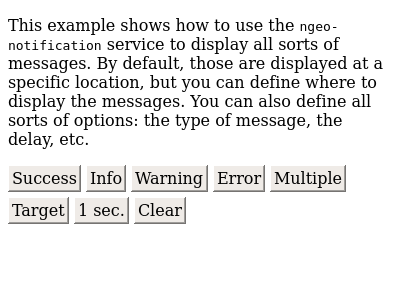 This example shows how to use the ngeo-
notification service to display all sorts of
messages. By default, those are displayed at a
specific location, but you can define where to
display the messages. You can also define all
sorts of options: the type of message, the
delay, etc.
Success Info Warning Error Multiple
Target 1 sec. Clear